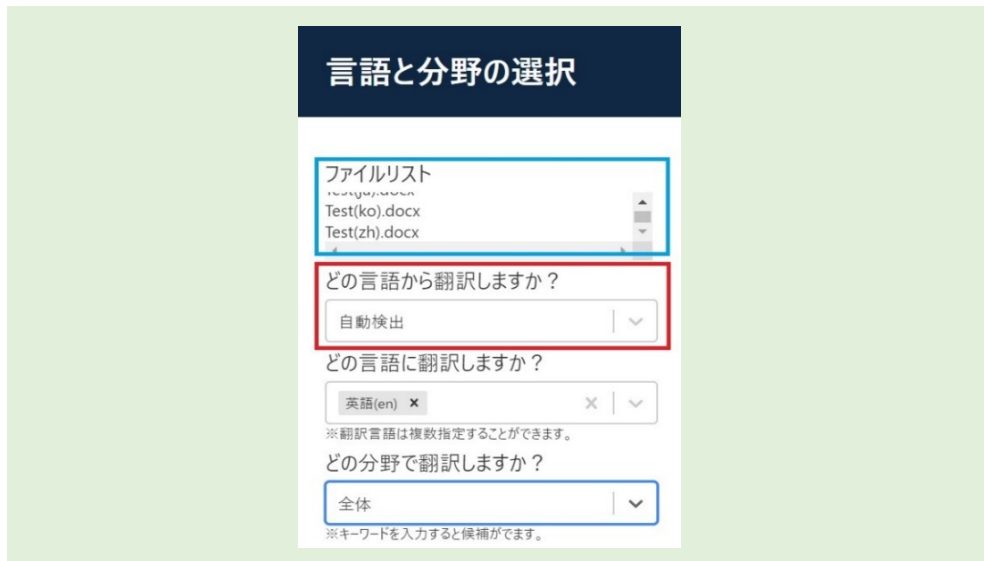 言語と分野の選択
ファイルリスト
Test(ja).docx
Test(ko).docx
Test(zh).docx
どの言語から翻訳しますか？
自動検出
どの言語に翻訳しますか？
英語(en) ×
※翻訳言語は複数指定することができます。
どの分野で翻訳しますか？
全体
※キーワードを入力すると候補がでます。